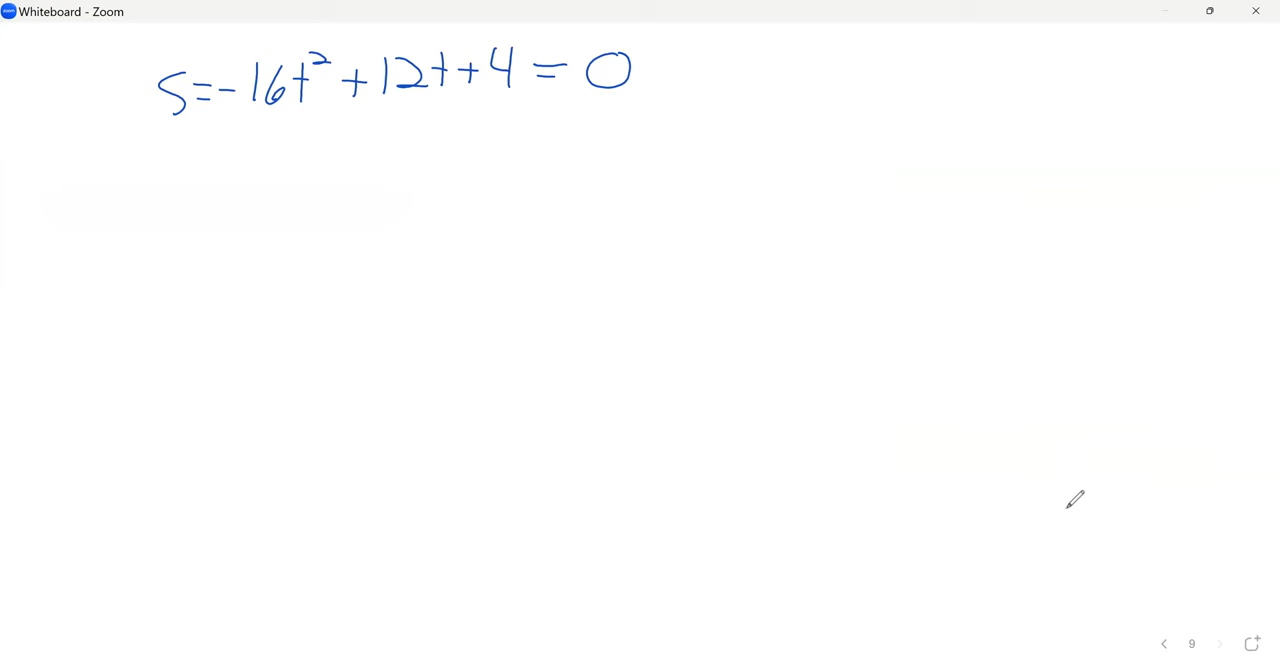 Whiteboard - Zoom
s = -16t² + 12t + 4 = 0
9